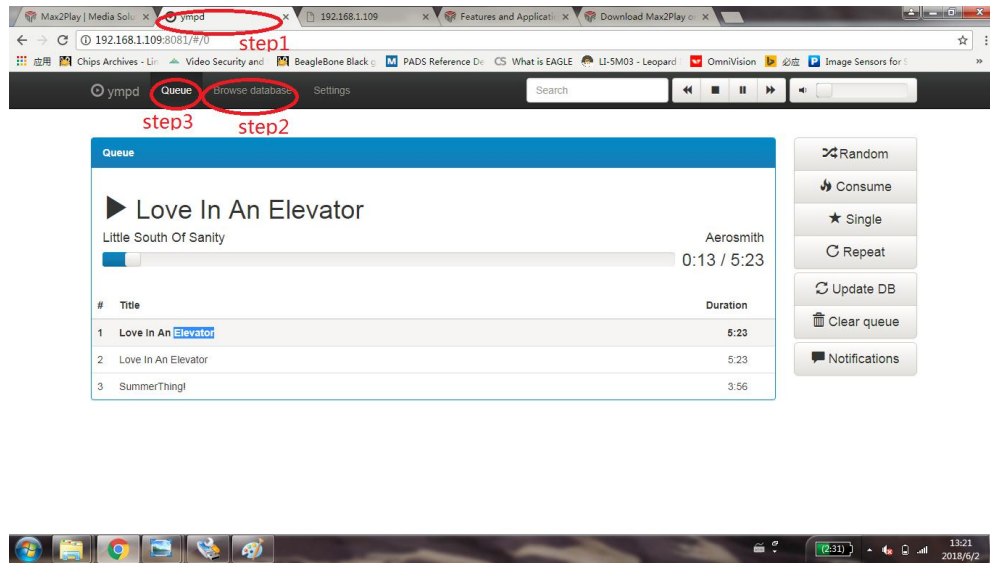 Max2Play | Media Solu
ympd
192.168.1.109
Features and Applicatic
Download Max2Play o
192.168.1.109:8081/#/0
step1
应用
Chips Archives - Lin
Video Security and
BeagleBone Black g
PADS Reference De
CS What is EAGLE
LI-5M03 - Leopard
OmniVision
必应
Image Sensors for S
»
ympd
Queue
Browse database
Settings
Search
step3
step2
Queue
Random
Love In An Elevator
Consume
Single
Little South Of Sanity
Aerosmith
0:13 / 5:23
Repeat
Update DB
# Title Duration
Clear queue
1 Love In An Elevator 5:23
2 Love In An Elevator 5:23
Notifications
3 SummerThing! 3:56
(2:31)
13:21
2018/6/2